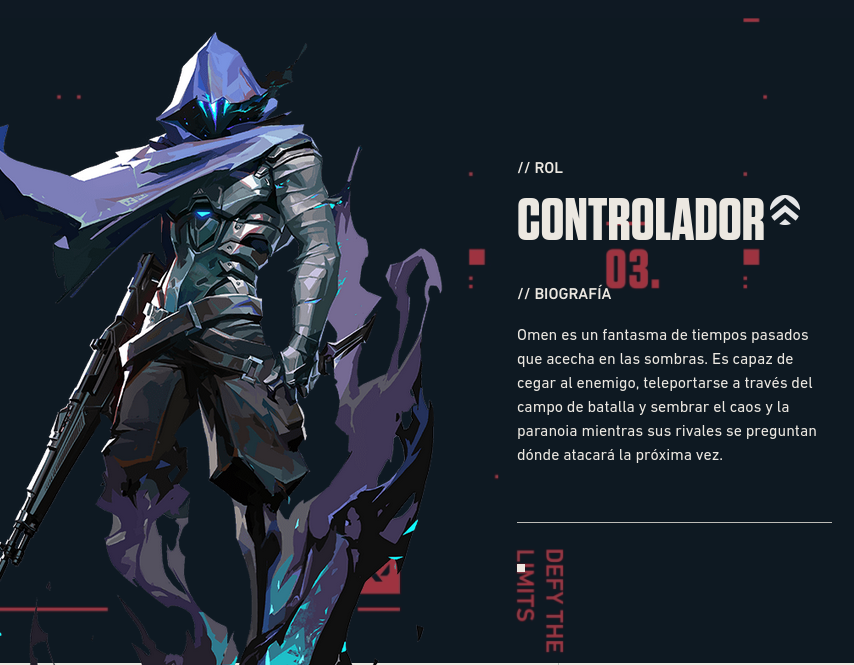 // ROL
CONTROLADOR
03.
// BIOGRAFÍA
Omen es un fantasma de tiempos pasados
que acecha en las sombras. Es capaz de
cegar al enemigo, teleportarse a través del
campo de batalla y sembrar el caos y la
paranoia mientras sus rivales se preguntan
dónde atacará la próxima vez.
DEFY THE
LIMITS